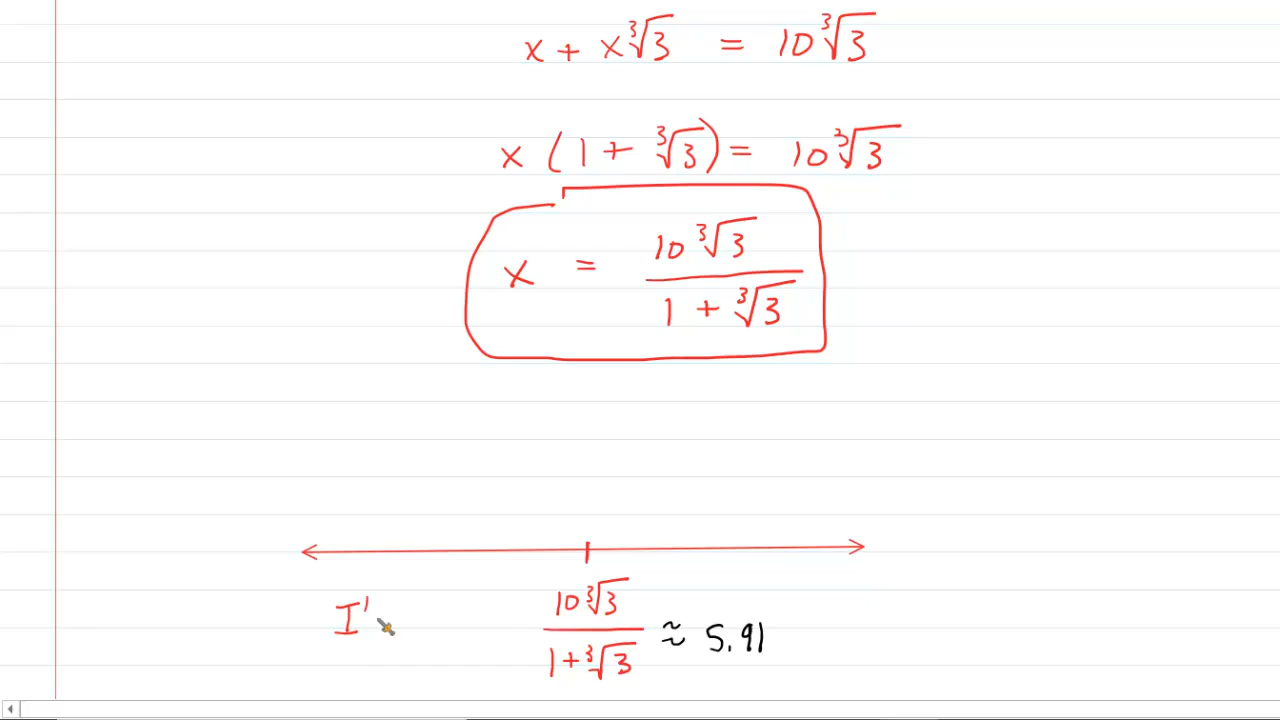 x + x∛3 = 10∛3
x (1 + ∛3) = 10∛3
x = 10∛3 / 1 + ∛3
10∛3 / 1+∛3 ≈ 5.91
I'